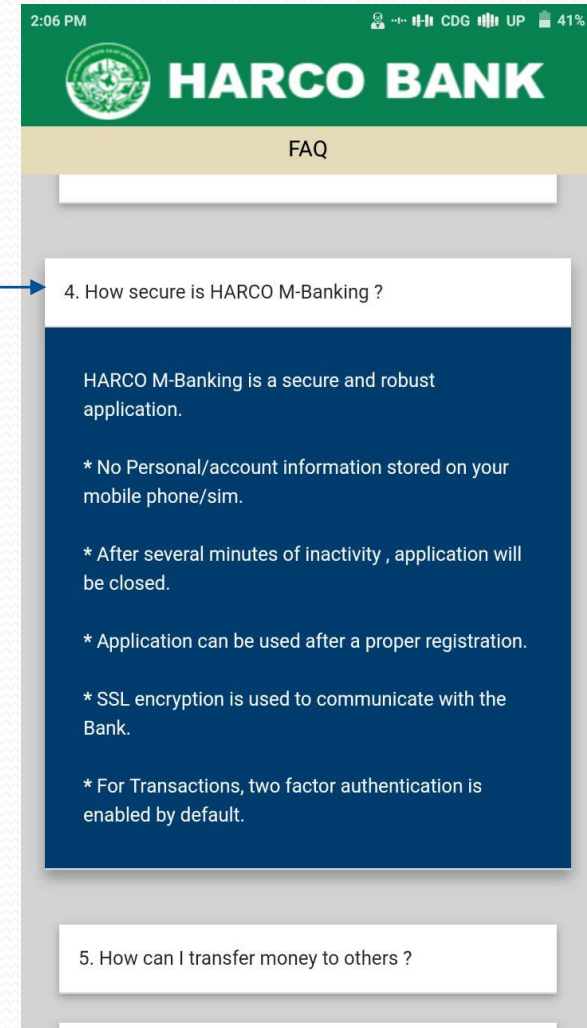 2:06 PM CDG UP 41%
HARCO BANK
FAQ
4. How secure is HARCO M-Banking ?
HARCO M-Banking is a secure and robust
application.
* No Personal/account information stored on your
mobile phone/sim.
* After several minutes of inactivity , application will
be closed.
* Application can be used after a proper registration.
* SSL encryption is used to communicate with the
Bank.
* For Transactions, two factor authentication is
enabled by default.
5. How can I transfer money to others ?